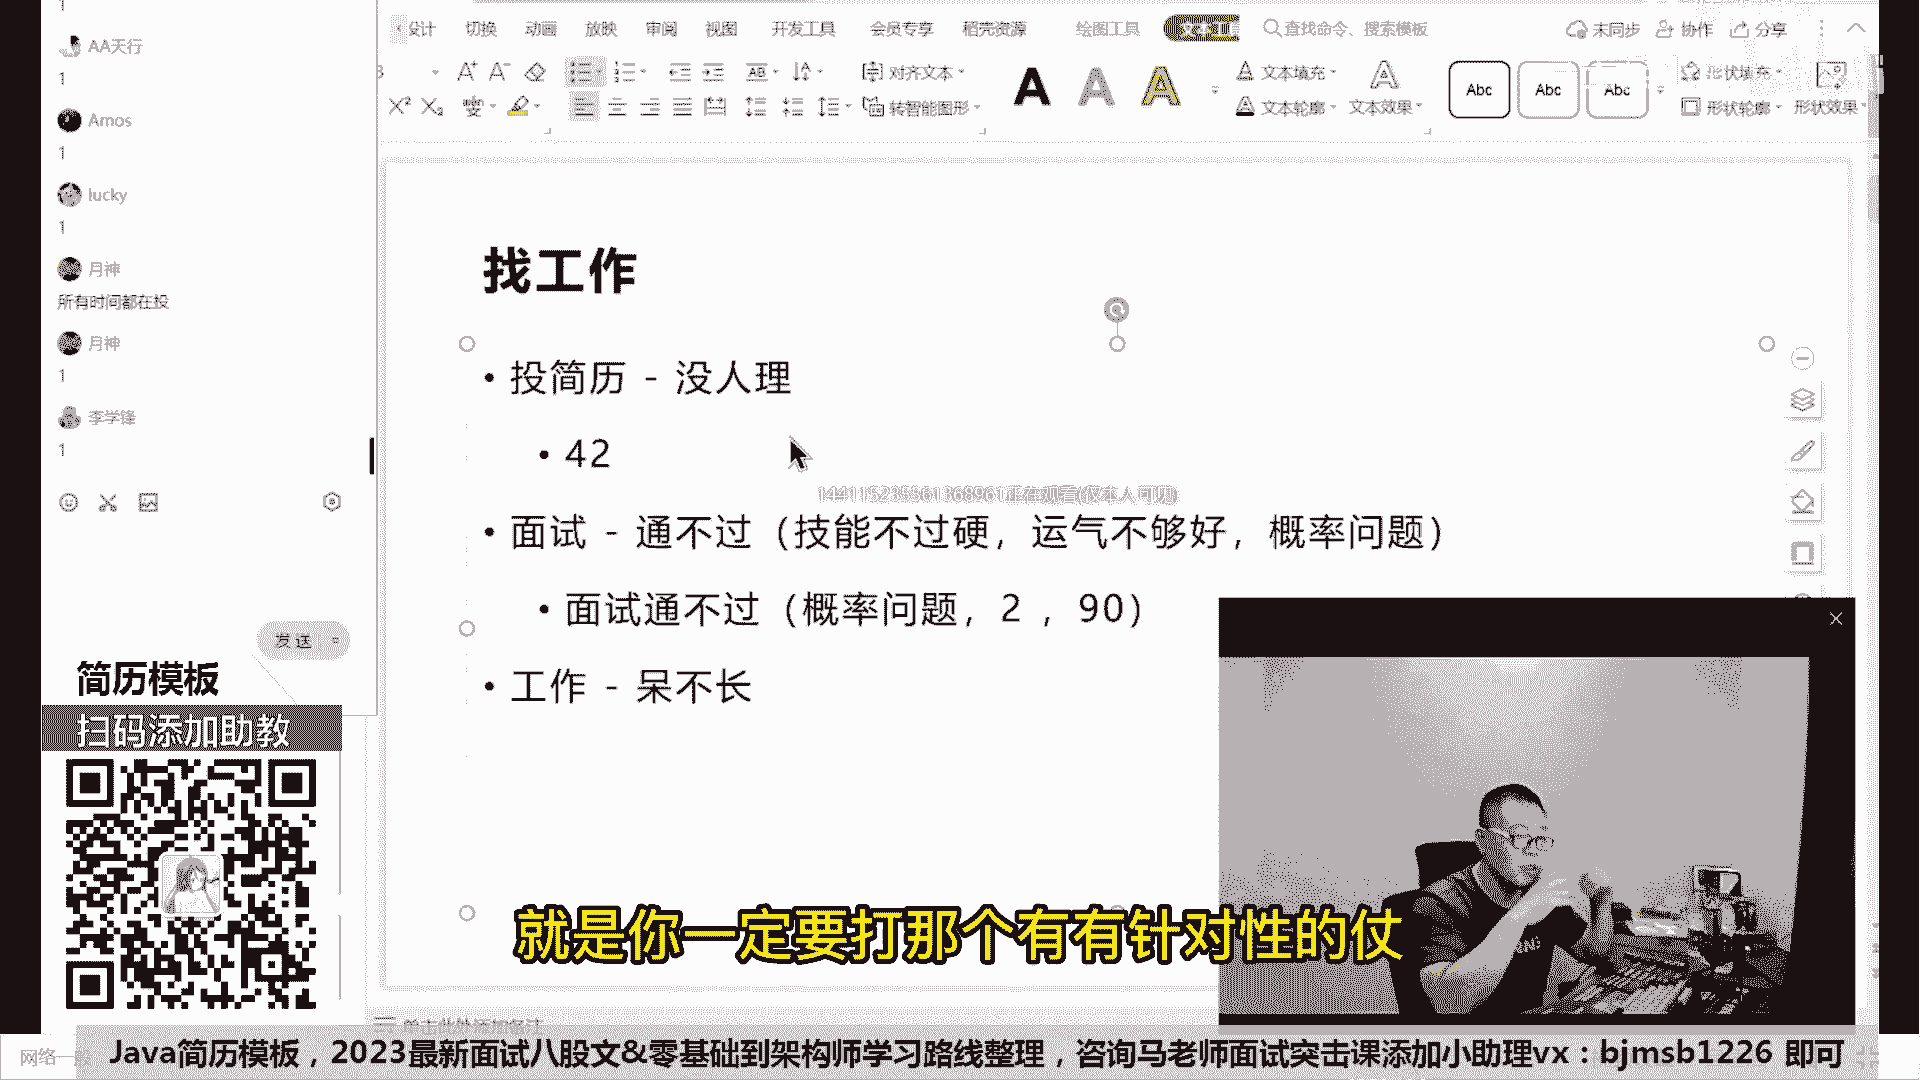 1
AA天行
1
Amos
1
lucky
1
月神
所有时间都在投
月神
1
李学锋
1
发送
简历模板
扫码添加助教
设计 切换 动画 放映 审阅 视图 开发工具 会员专享 稻壳资源 绘图工具 查找命令、搜索模板 未同步 协作 分享
对齐文本 文本填充 形状填充
转智能图形 文本轮廓 文本效果 Abc Abc Abc 形状轮廓 形状效果
找工作
• 投简历 - 没人理
• 42
144115235561368961正在观看(仅本人可见)
• 面试 - 通不过（技能不过硬，运气不够好，概率问题）
• 面试通不过（概率问题，2 ，90）
• 工作 - 呆不长
就是你一定要打那个有有针对性的仗
单击此处添加备注
Java简历模板，2023最新面试八股文&零基础到架构师学习路线整理，咨询马老师面试突击课添加小助理vx：bjmsb1226 即可